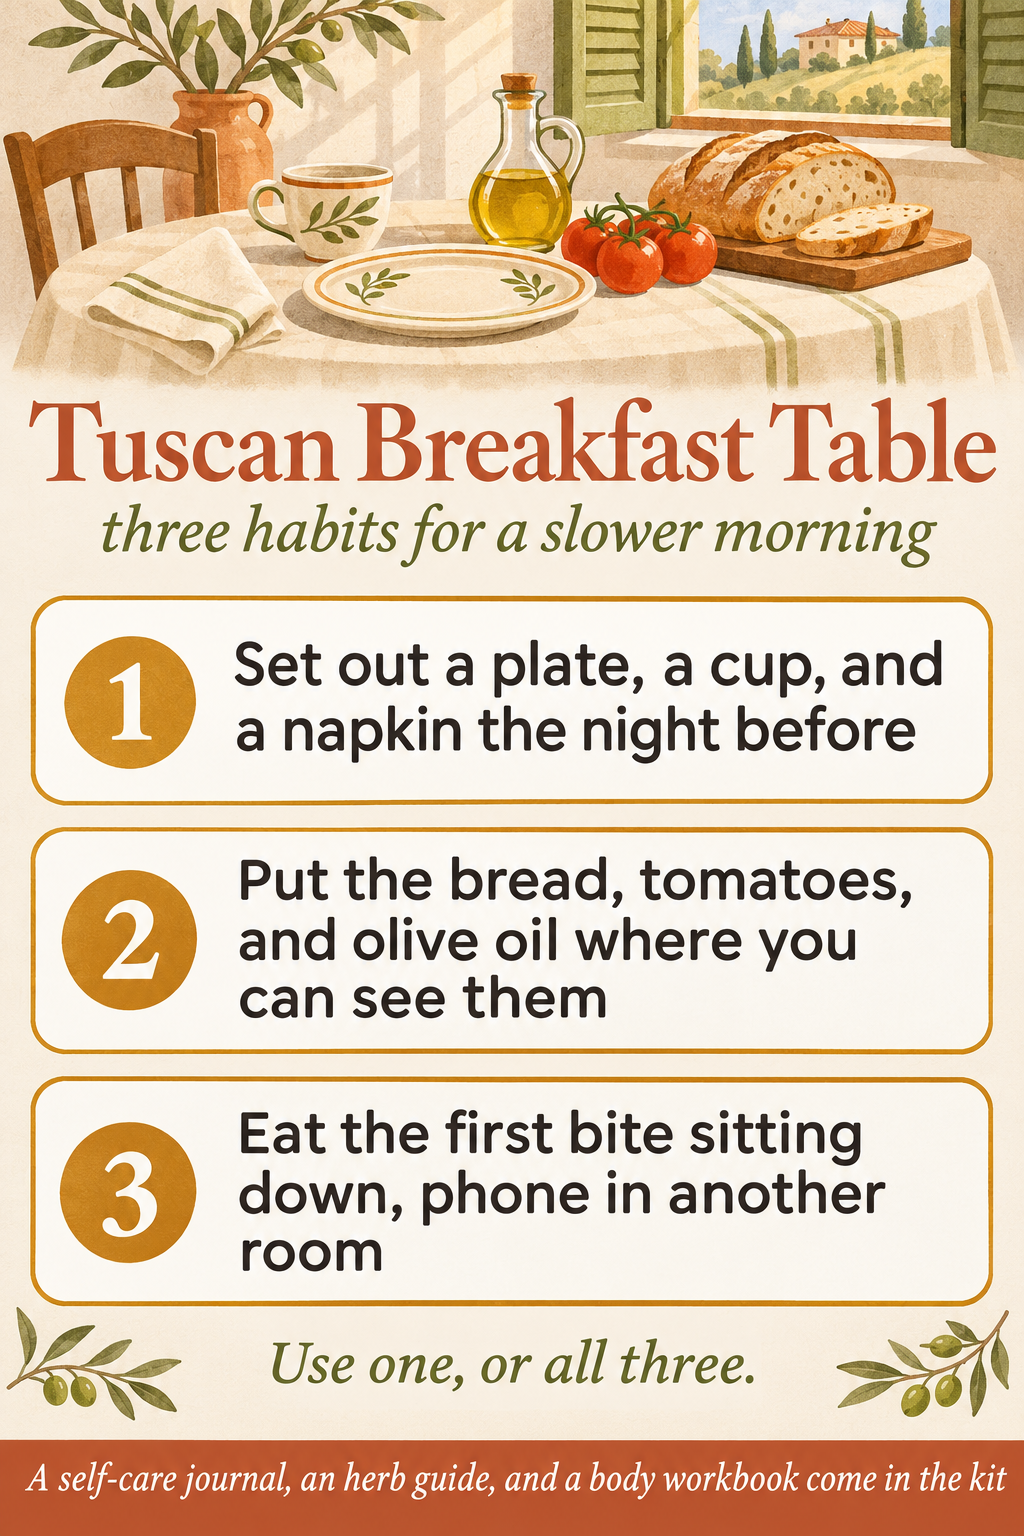 Tuscan Breakfast Table
three habits for a slower morning
1
Set out a plate, a cup, and
a napkin the night before
2
Put the bread, tomatoes,
and olive oil where you
can see them
3
Eat the first bite sitting
down, phone in another
room
Use one, or all three.
A self-care journal, an herb guide, and a body workbook come in the kit